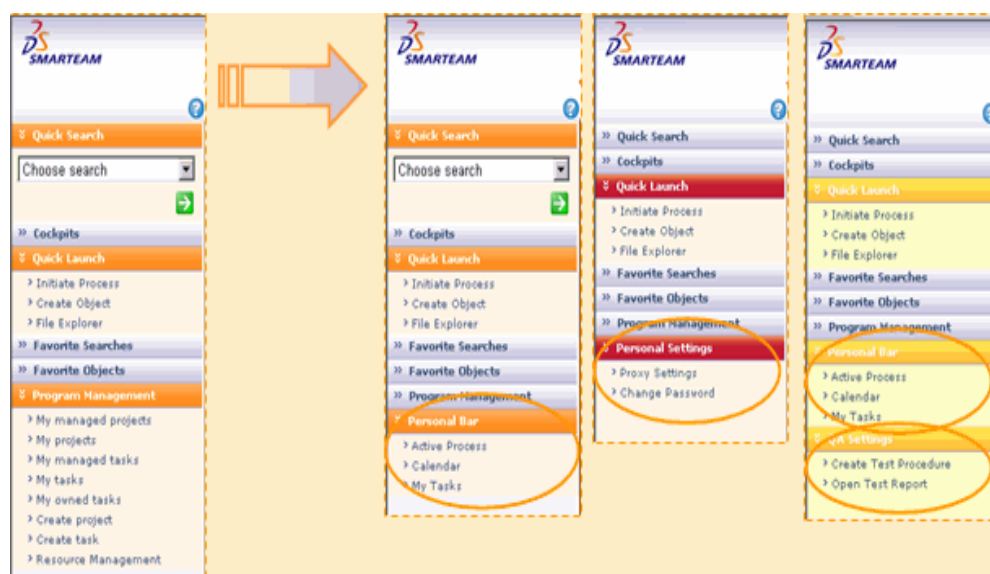 DS
SMARTEAM
?
Quick Search
Choose search
Cockpits
Quick Launch
Initiate Process
Create Object
File Explorer
Favorite Searches
Favorite Objects
Program Management
My managed projects
My projects
My managed tasks
My tasks
My owned tasks
Create project
Create task
Resource Management
DS
SMARTEAM
?
Quick Search
Choose search
Cockpits
Quick Launch
Initiate Process
Create Object
File Explorer
Favorite Searches
Favorite Objects
Program Management
Personal Bar
Active Process
Calendar
My Tasks
DS
SMARTEAM
?
Quick Search
Cockpits
Quick Launch
Initiate Process
Create Object
File Explorer
Favorite Searches
Favorite Objects
Program Management
Personal Settings
Proxy Settings
Change Password
DS
SMARTEAM
?
Quick Search
Cockpits
Quick Launch
Initiate Process
Create Object
File Explorer
Favorite Searches
Favorite Objects
Program Management
Personal Bar
Active Process
Calendar
My Tasks
QA Settings
Create Test Procedure
Open Test Report